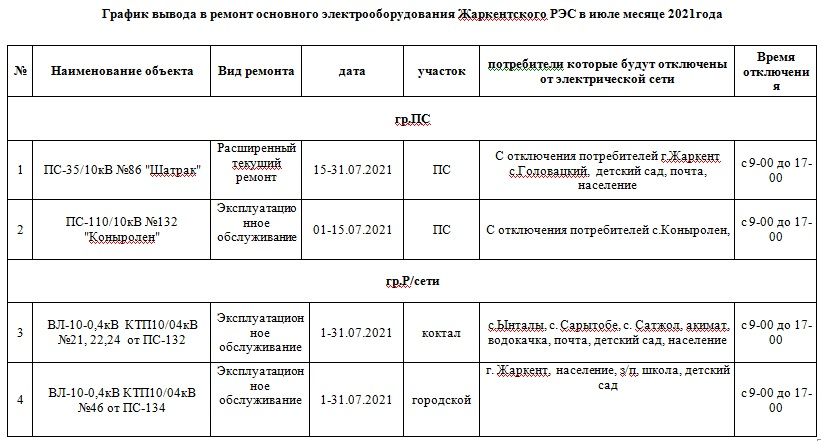 График вывода в ремонт основного электрооборудования Жаркентского РЭС в июле месяце 2021года
№ Наименование объекта Вид ремонта дата участок потребители которые будут отключены от электрической сети Время отключения
гр.ПС
1 ПС-35/10кВ №86 "Шатрак" Расширенный текущий ремонт 15-31.07.2021 ПС С отключения потребителей г.Жаркент с.Головацкий, детский сад, почта, население с 9-00 до 17-00
2 ПС-110/10кВ №132 "Коныролен" Эксплуатационное обслуживание 01-15.07.2021 ПС С отключения потребителей с.Коныролен, с 9-00 до 17-00
гр.Р/сети
3 ВЛ-10-0,4кВ КТП10/04кВ №21, 22,24 от ПС-132 Эксплуатационное обслуживание 1-31.07.2021 коктал с.Ынталы, с. Сарытобе, с. Сатжол, акимат, водокачка, почта, детский сад, население с 9-00 до 17-00
4 ВЛ-10-0,4кВ КТП10/04кВ №46 от ПС-134 Эксплуатационное обслуживание 1-31.07.2021 городской г. Жаркент, население, з/п, школа, детский сад с 9-00 до 17-00